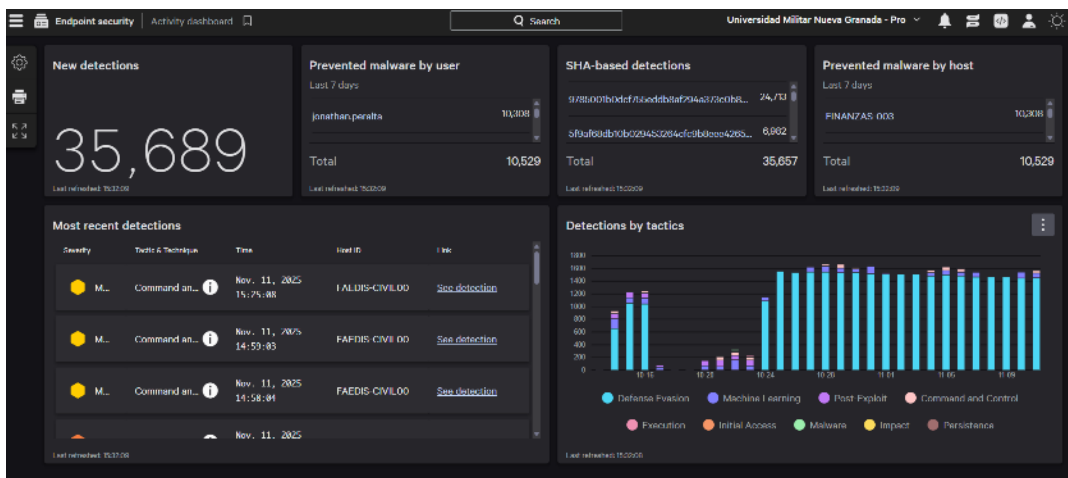 Endpoint security | Activity dashboard
Search
Universidad Militar Nueva Granada - Pro
New detections
35,689
Last refreshed: 15:32:09
Prevented malware by user
Last 7 days
jonathan.peralta 10,308
Total 10,529
Last refreshed: 15:32:09
SHA-based detections
24,713
6,962
Total 35,657
Last refreshed: 15:32:09
Prevented malware by host
Last 7 days
FINANZAS-003 10,308
Total 10,529
Last refreshed: 15:32:09
Most recent detections
Severity Tactic & Technique Time Host ID Link
M... Command an... Nov. 11, 2025 15:25:08 FAEDIS-CIVIL00 See detection
M... Command an... Nov. 11, 2025 14:59:03 FAEDIS-CIVIL00 See detection
M... Command an... Nov. 11, 2025 14:58:04 FAEDIS-CIVIL00 See detection
Nov. 11, 2025
Last refreshed: 15:32:09
Detections by tactics
1800
1600
1400
1200
1000
800
600
400
200
0
10-20 10-24 11-01 11-09
Defense Evasion Machine Learning Post-Exploit Command and Control
Execution Initial Access Malware Impact Persistence
Last refreshed: 15:32:08